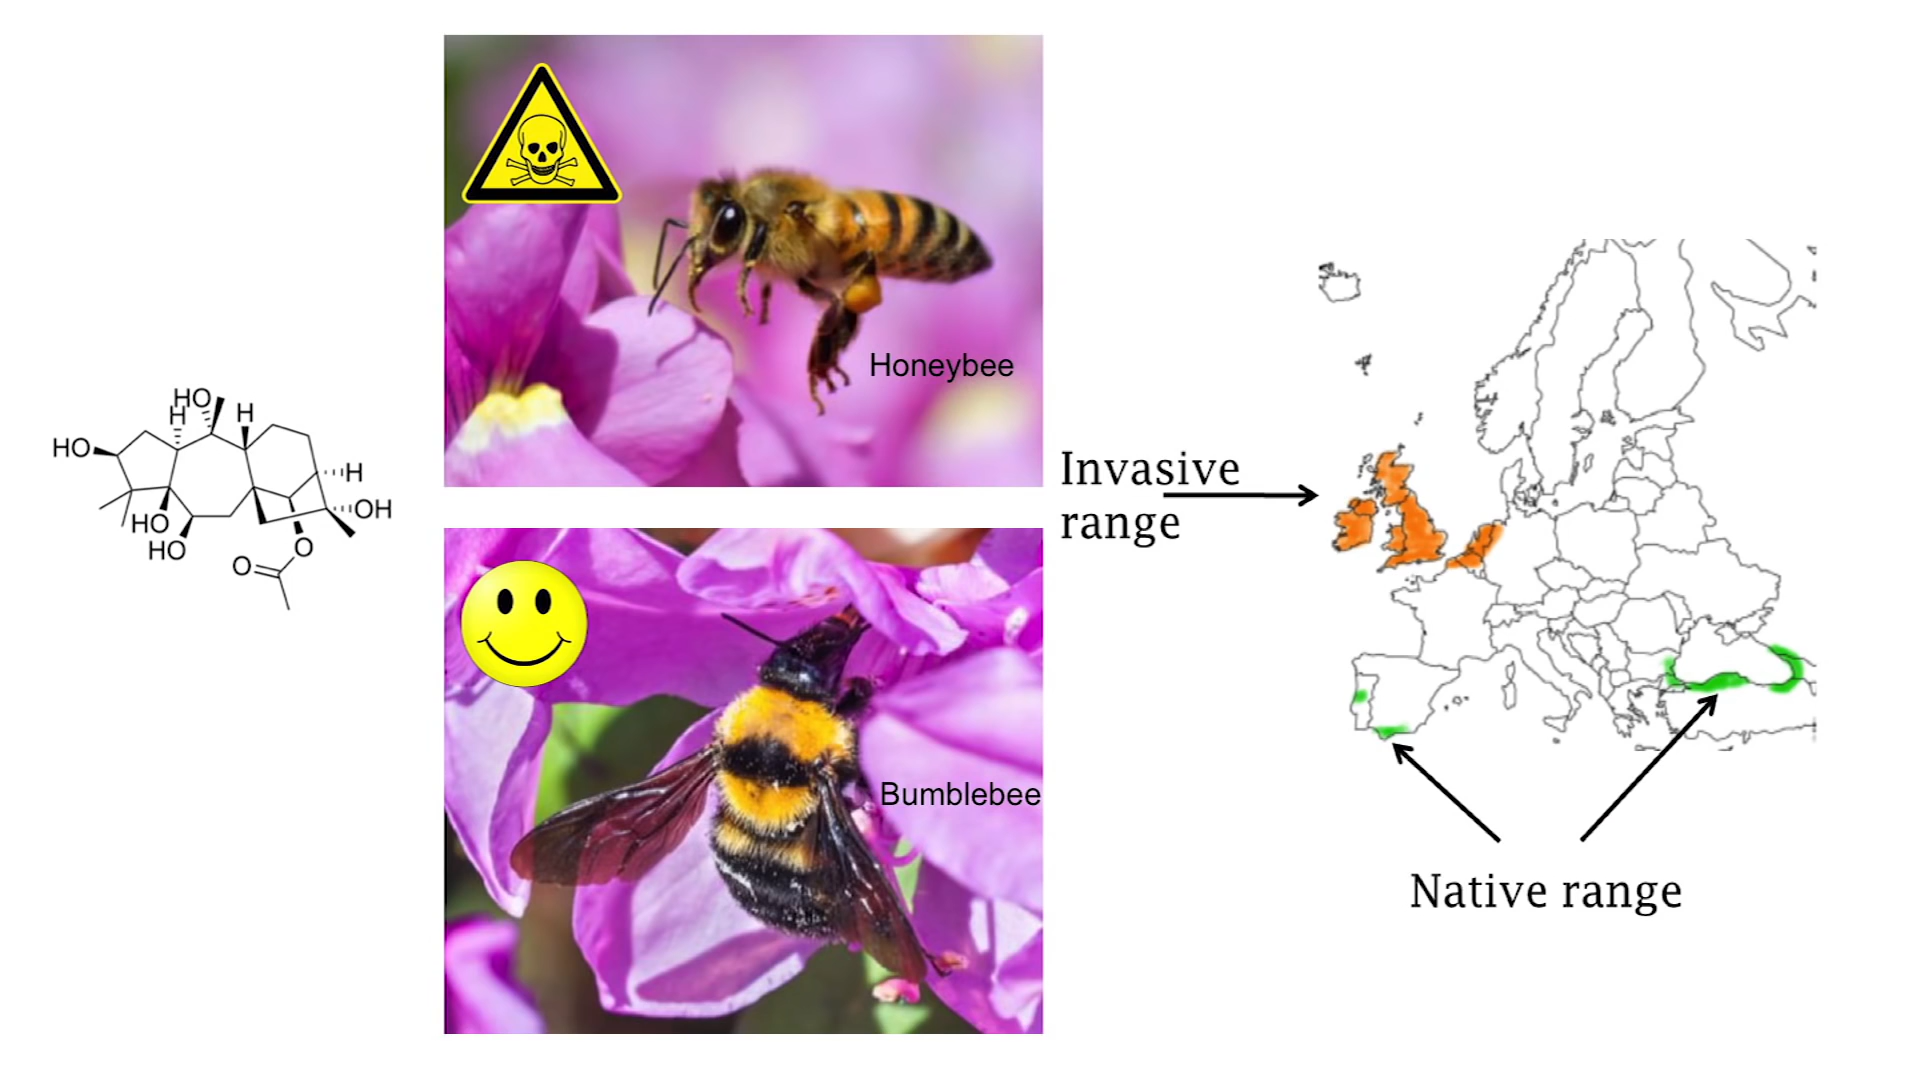 HO
H
H
HO
H
OH
HO
HO
O
O
Honeybee
Bumblebee
Invasive
range
Native range